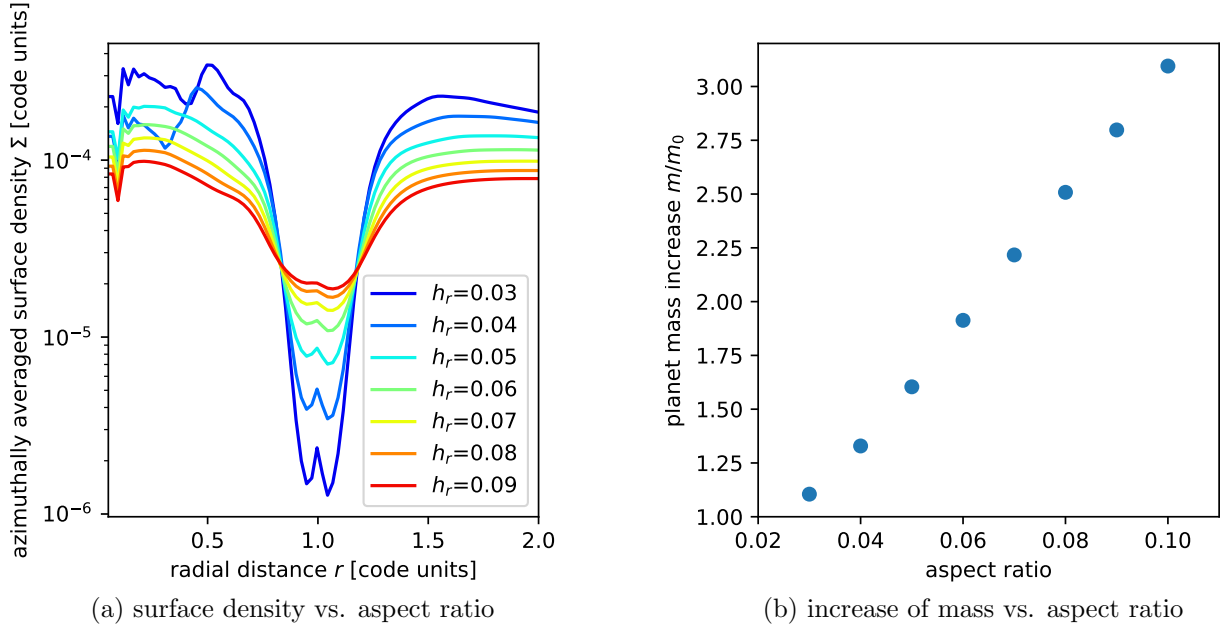 azimuthally averaged surface density Σ [code units]
10⁻⁴
10⁻⁵
10⁻⁶
0.5 1.0 1.5 2.0
radial distance r [code units]
h_r=0.03
h_r=0.04
h_r=0.05
h_r=0.06
h_r=0.07
h_r=0.08
h_r=0.09
(a) surface density vs. aspect ratio
planet mass increase m/m₀
3.00
2.75
2.50
2.25
2.00
1.75
1.50
1.25
1.00
0.02 0.04 0.06 0.08 0.10
aspect ratio
(b) increase of mass vs. aspect ratio